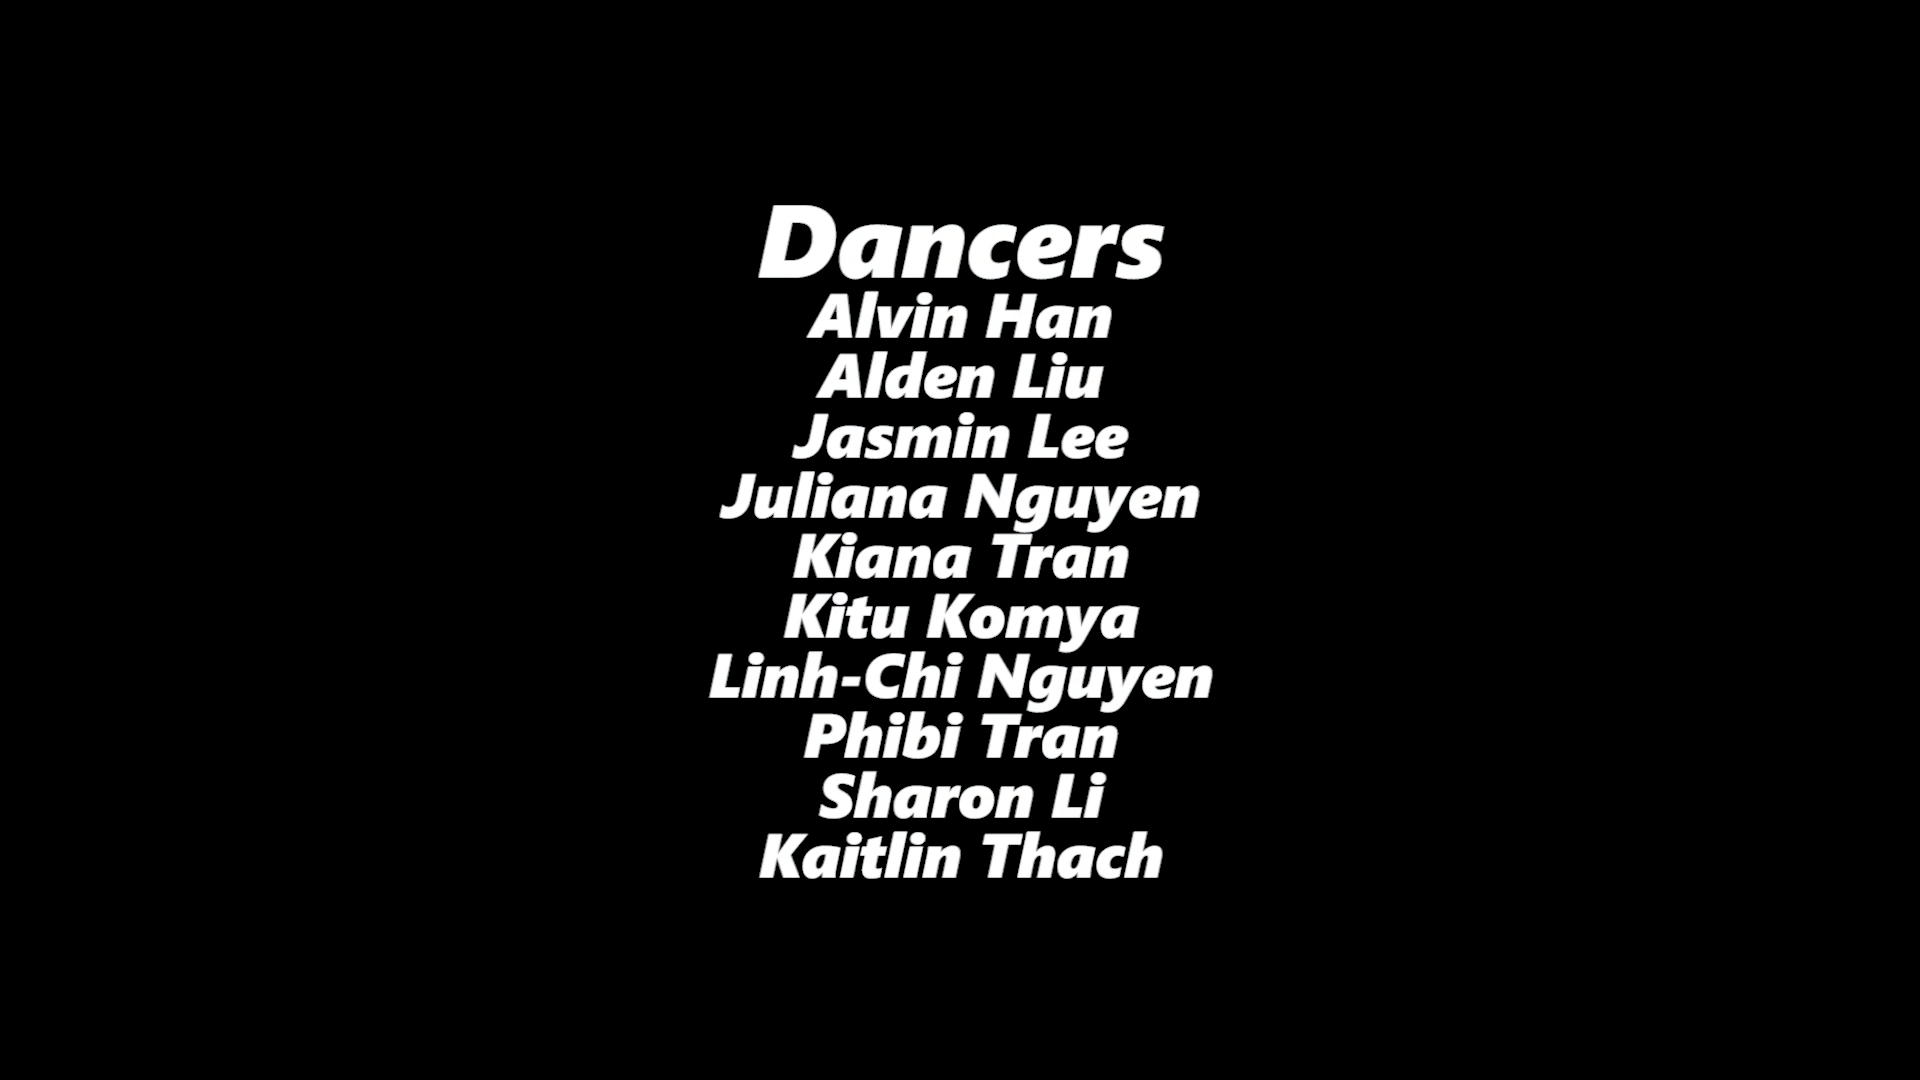 Dancers
Alvin Han
Alden Liu
Jasmin Lee
Juliana Nguyen
Kiana Tran
Kitu Komya
Linh-Chi Nguyen
Phibi Tran
Sharon Li
Kaitlin Thach